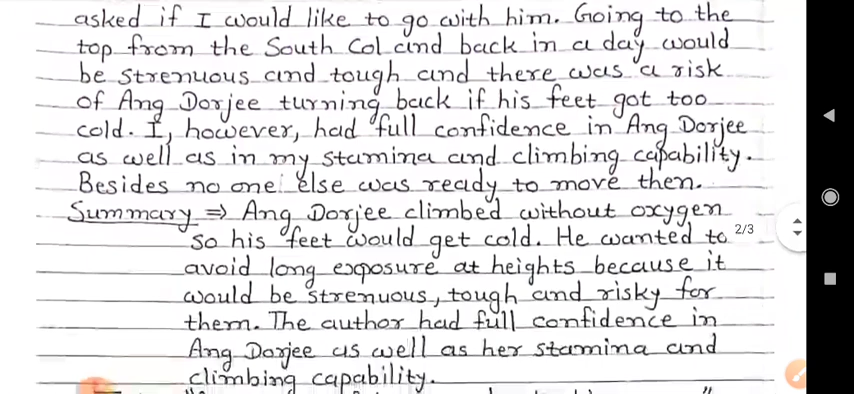 asked if I would like to go with him. Going to the
top from the South Col and back in a day would
be strenuous and tough and there was a risk
of Ang Dorjee turning back if his feet got too
cold. I, however, had full confidence in Ang Dorjee
as well as in my stamina and climbing capability.
Besides no one else was ready to move then.
Summary ⇒ Ang Dorjee climbed without oxygen
so his feet would get cold. He wanted to
2/3
avoid long exposure at heights because it
would be strenuous, tough and risky for
them. The author had full confidence in
Ang Dorjee as well as her stamina and
climbing capability.